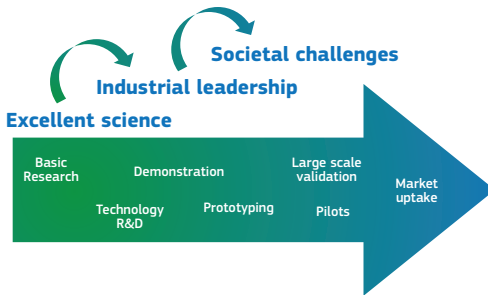 Societal challenges
Industrial leadership
Excellent science
Basic
Research
Demonstration
Large scale
validation
Market
uptake
Technology
R&D
Prototyping
Pilots